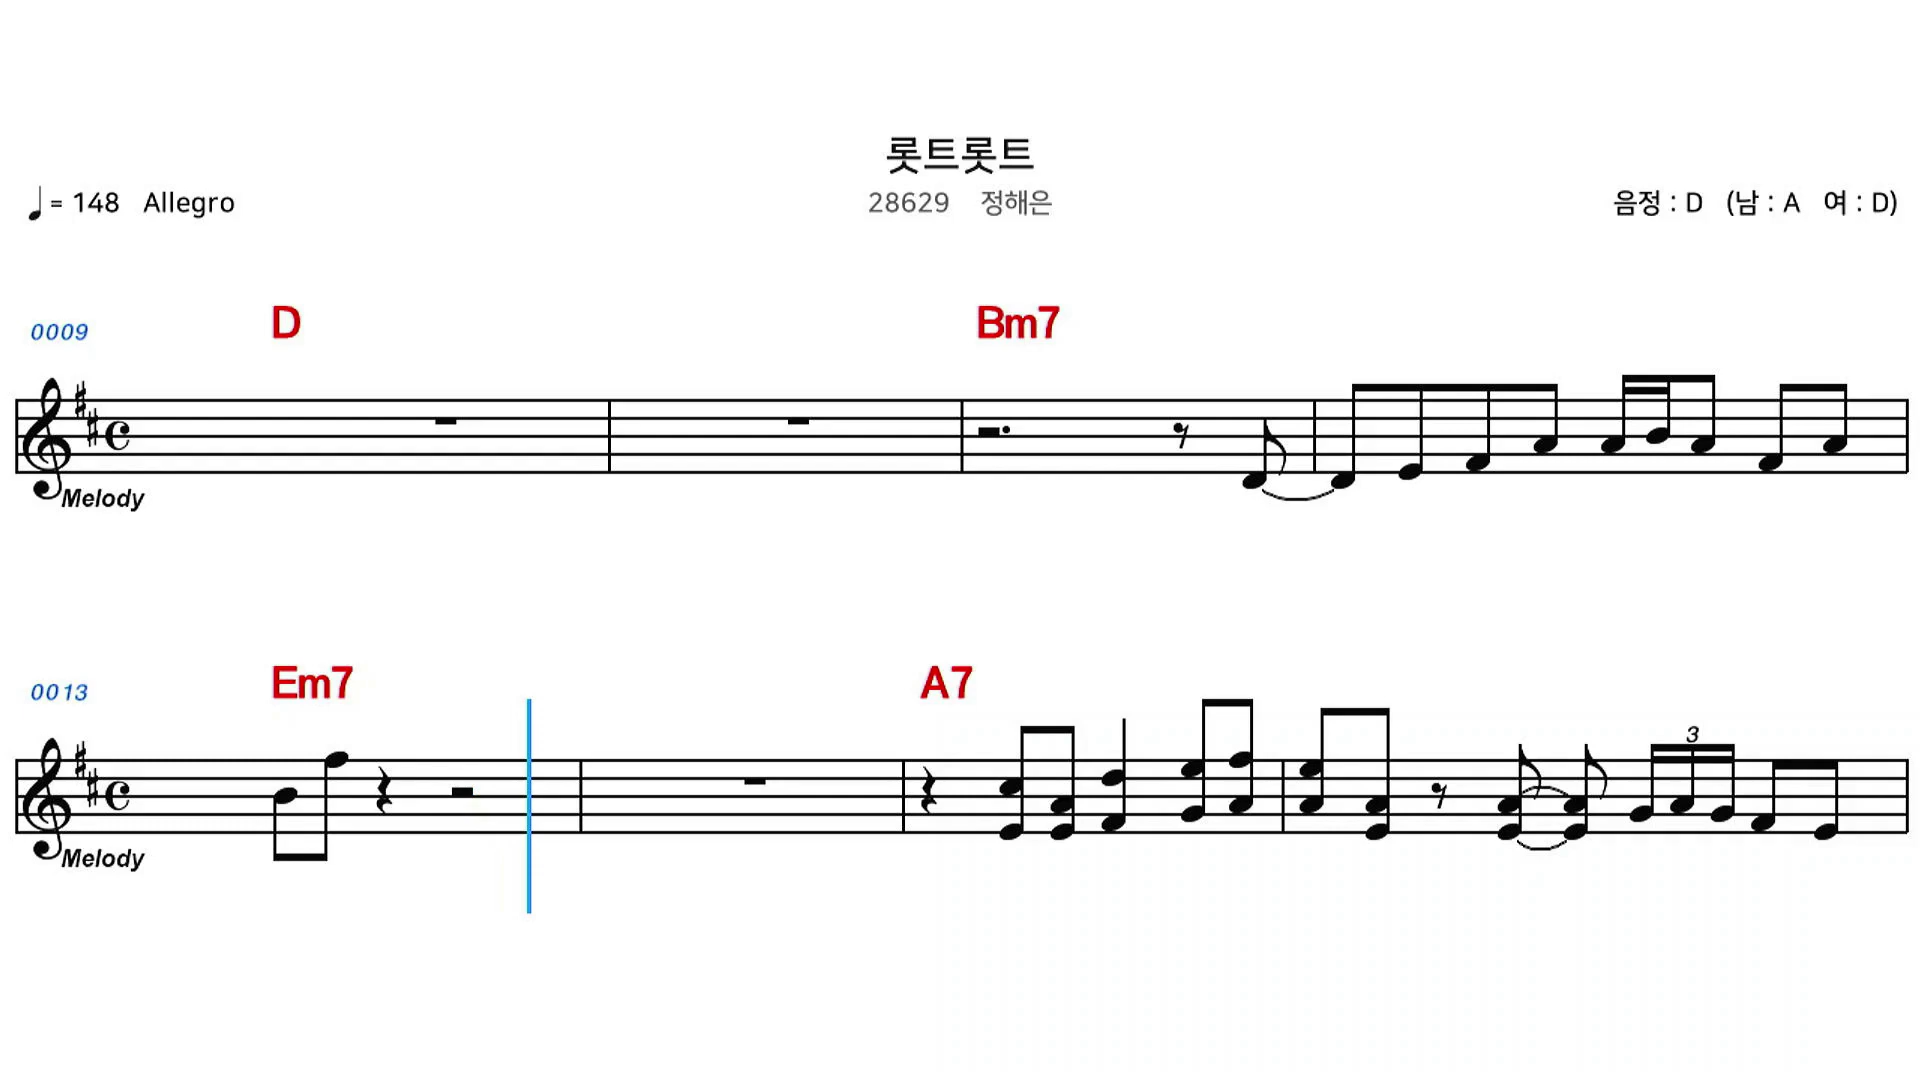 롯트롯트
♩ = 148 Allegro
28629 정해은
음정 : D (남 : A 여 : D)
0009
D
Bm7
Melody
0013
Em7
A7
3
Melody